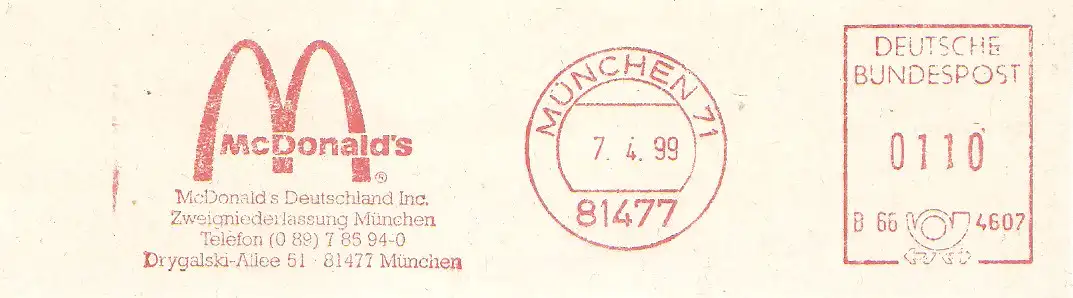 McDonald's
®
McDonald s Deutschland Inc.
Zweigniederlassung München
Telefon (0 89) 7 85 94-0
Drygalski-Allee 51 · 81477 München
MÜNCHEN 71
7. 4. 99
81477
DEUTSCHE
BUNDESPOST
0110
B 66 4607